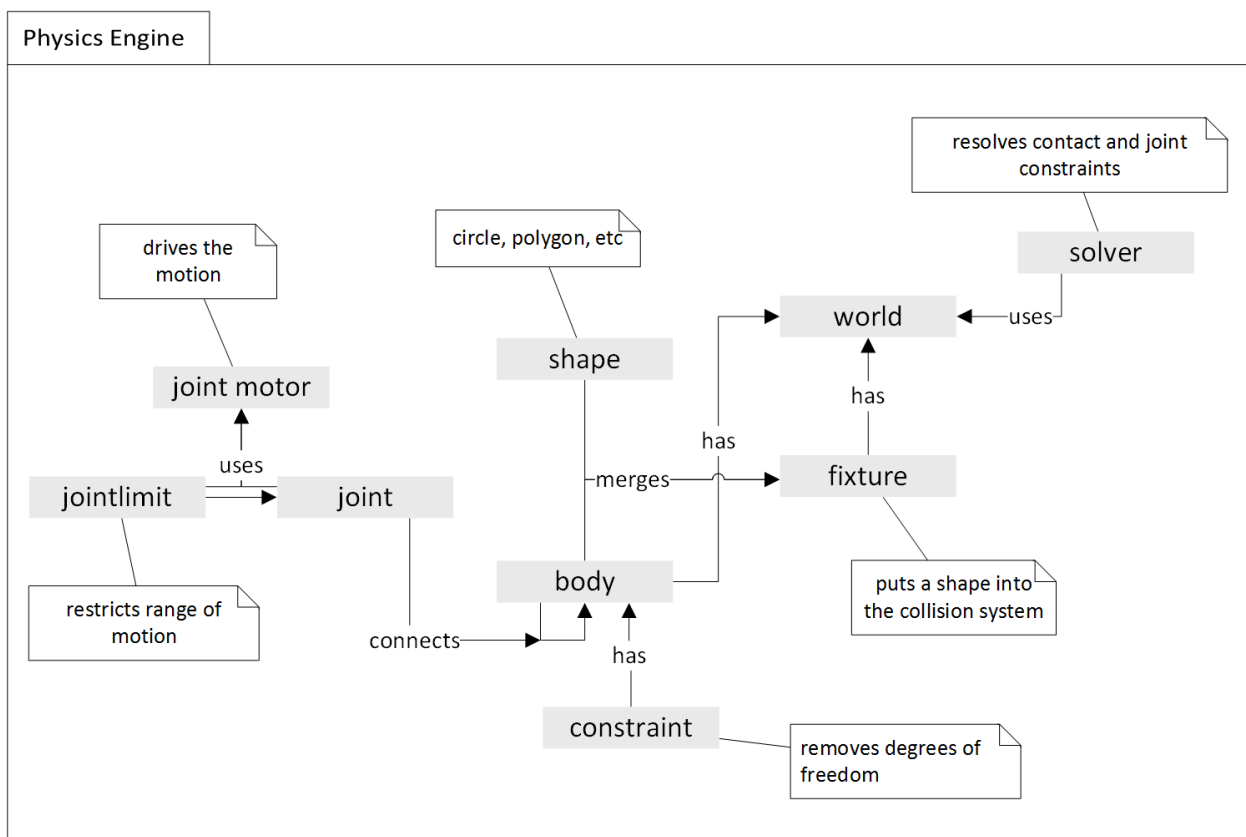 Physics Engine
resolves contact and joint
constraints
circle, polygon, etc
drives the
motion
solver
world
uses
shape
joint motor
has
has
uses
merges
fixture
jointlimit
joint
body
puts a shape into
the collision system
restricts range of
motion
connects
has
constraint
removes degrees of
freedom